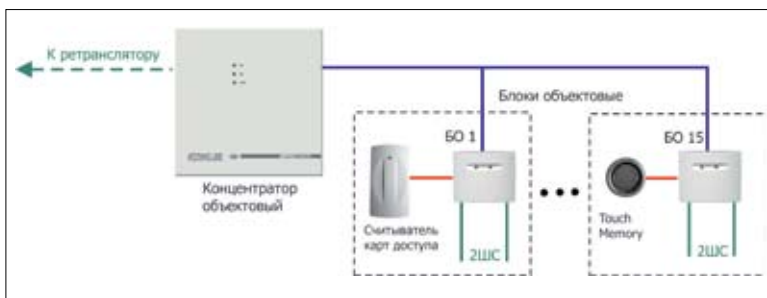 К ретранслятору
Блоки объектовые
БО 1
БО 15
Концентратор
объектовый
Считыватель
карт доступа
2ШС
Touch
Memory
2ШС